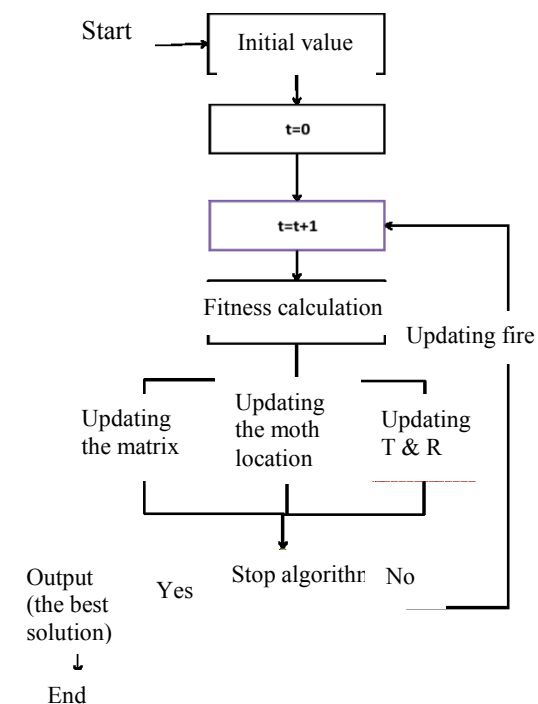 Start
Initial value
t=0
t=t+1
Fitness calculation
Updating fire
Updating
the matrix
Updating
the moth
location
Updating
T & R
Stop algorithn
No
Yes
Output
(the best
solution)
End